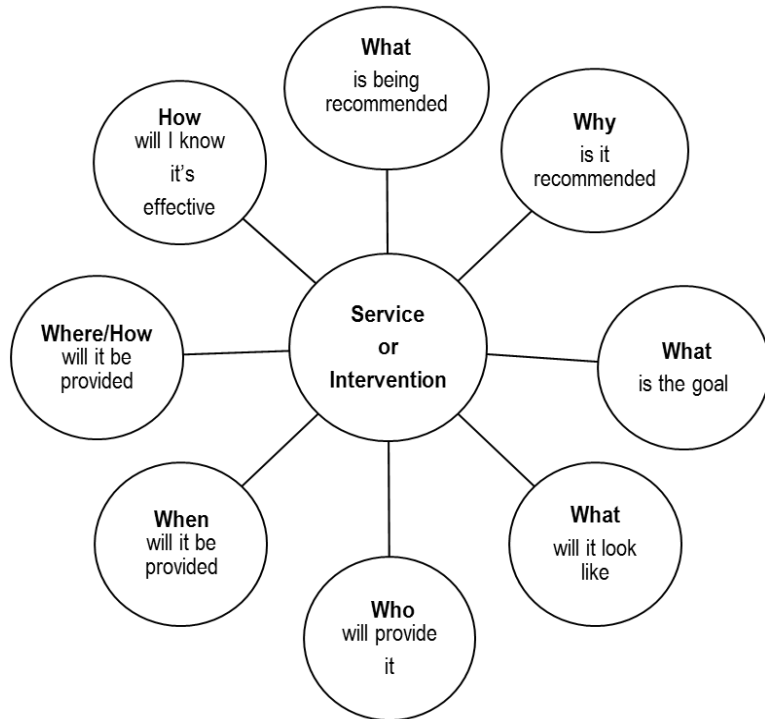 What
is being
recommended
Why
is it
recommended
What
is the goal
What
will it look
like
Who
will provide
it
When
will it be
provided
Where/How
will it be
provided
How
will I know
it's
effective
Service
or
Intervention